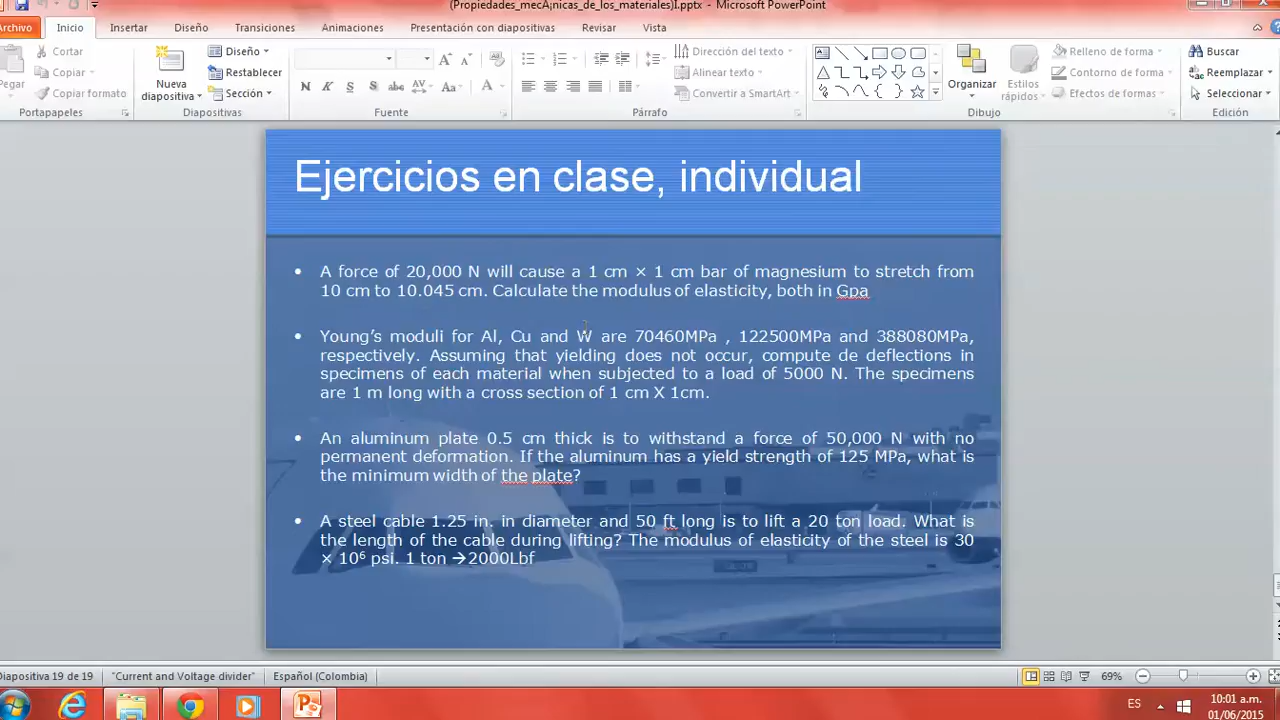 (Propiedades_mecÃ¡nicas_de_los_materiales)I.pptx - Microsoft PowerPoint
Archivo Inicio Insertar Diseño Transiciones Animaciones Presentación con diapositivas Revisar Vista
Cortar Diseño Dirección del texto Relleno de forma Buscar
Copiar Restablecer Alinear texto Contorno de forma Reemplazar
Pegar Nueva diapositiva Organizar Estilos rápidos
Copiar formato Sección Convertir a SmartArt Efectos de formas Seleccionar
N K S S abc AV Aa A
Portapapeles Diapositivas Fuente Párrafo Dibujo Edición
Ejercicios en clase, individual
• A force of 20,000 N will cause a 1 cm × 1 cm bar of magnesium to stretch from
10 cm to 10.045 cm. Calculate the modulus of elasticity, both in Gpa
• Young's moduli for Al, Cu and W are 70460MPa , 122500MPa and 388080MPa,
respectively. Assuming that yielding does not occur, compute de deflections in
specimens of each material when subjected to a load of 5000 N. The specimens
are 1 m long with a cross section of 1 cm X 1cm.
• An aluminum plate 0.5 cm thick is to withstand a force of 50,000 N with no
permanent deformation. If the aluminum has a yield strength of 125 MPa, what is
the minimum width of the plate?
• A steel cable 1.25 in. in diameter and 50 ft long is to lift a 20 ton load. What is
the length of the cable during lifting? The modulus of elasticity of the steel is 30
× 10⁶ psi. 1 ton →2000Lbf
Diapositiva 19 de 19 "Current and Voltage divider" Español (Colombia) 69%
ES 10:01 a.m.
01/06/2015